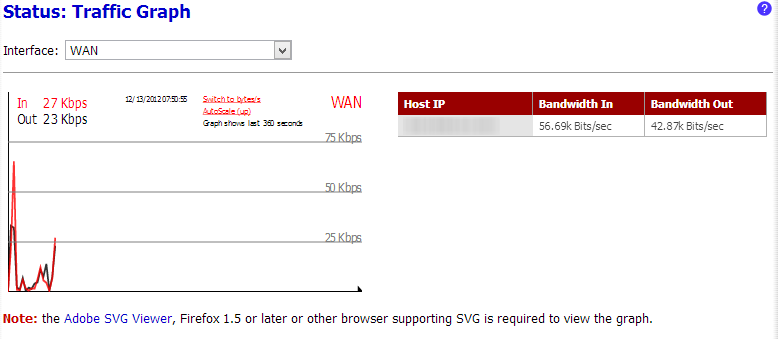 Status: Traffic Graph
Interface: WAN
In 27 Kbps
Out 23 Kbps
12/13/2012 07:50:55
Switch to bytes/s
AutoScale (up)
Graph shows last 360 seconds
WAN
75 Kbps
50 Kbps
25 Kbps
Host IP Bandwidth In Bandwidth Out
56.69k Bits/sec 42.87k Bits/sec
Note: the Adobe SVG Viewer, Firefox 1.5 or later or other browser supporting SVG is required to view the graph.